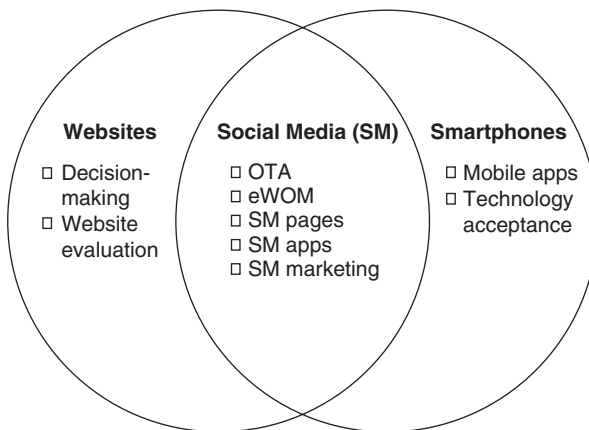 Websites
□ Decision-
making
□ Website
evaluation
Social Media (SM)
□ OTA
□ eWOM
□ SM pages
□ SM apps
□ SM marketing
Smartphones
□ Mobile apps
□ Technology
acceptance